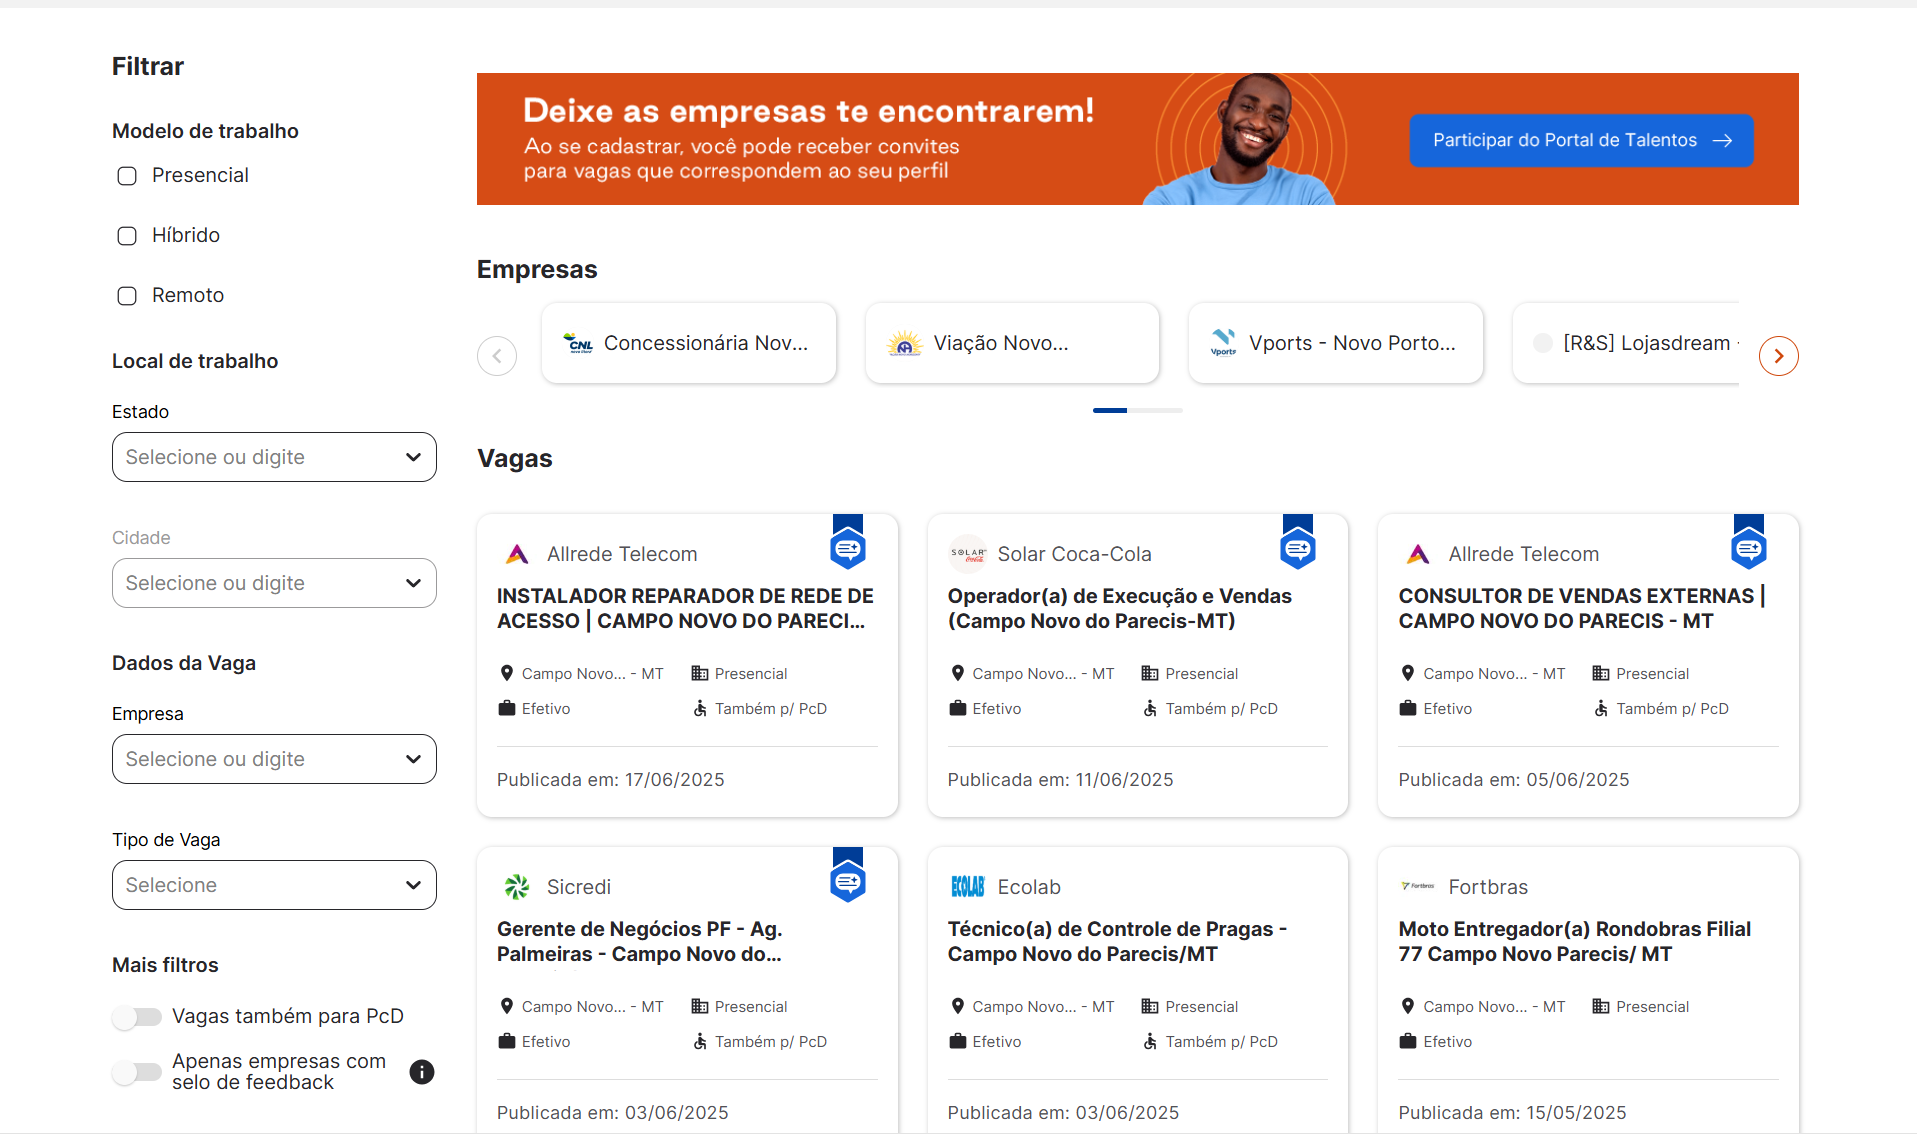 Filtrar
Modelo de trabalho
Presencial
Híbrido
Remoto
Local de trabalho
Estado
Selecione ou digite
Cidade
Selecione ou digite
Dados da Vaga
Empresa
Selecione ou digite
Tipo de Vaga
Selecione
Mais filtros
Vagas também para PcD
Apenas empresas com
selo de feedback
Deixe as empresas te encontrarem!
Ao se cadastrar, você pode receber convites
para vagas que correspondem ao seu perfil
Participar do Portal de Talentos
Empresas
CNL
Concessionária Nov...
Viação Novo...
Vports
Vports - Novo Porto...
[R&S] Lojasdream -
Vagas
Allrede Telecom
INSTALADOR REPARADOR DE REDE DE
ACESSO | CAMPO NOVO DO PARECI...
Campo Novo... - MT
Presencial
Efetivo
Também p/ PcD
Publicada em: 17/06/2025
SOLAR
Coca-Cola
Solar Coca-Cola
Operador(a) de Execução e Vendas
(Campo Novo do Parecis-MT)
Campo Novo... - MT
Presencial
Efetivo
Também p/ PcD
Publicada em: 11/06/2025
Allrede Telecom
CONSULTOR DE VENDAS EXTERNAS |
CAMPO NOVO DO PARECIS - MT
Campo Novo... - MT
Presencial
Efetivo
Também p/ PcD
Publicada em: 05/06/2025
Sicredi
Gerente de Negócios PF - Ag.
Palmeiras - Campo Novo do...
Campo Novo... - MT
Presencial
Efetivo
Também p/ PcD
Publicada em: 03/06/2025
ECOLAB
Ecolab
Técnico(a) de Controle de Pragas -
Campo Novo do Parecis/MT
Campo Novo... - MT
Presencial
Efetivo
Também p/ PcD
Publicada em: 03/06/2025
Fortbras
Fortbras
Moto Entregador(a) Rondobras Filial
77 Campo Novo Parecis/ MT
Campo Novo... - MT
Presencial
Efetivo
Publicada em: 15/05/2025